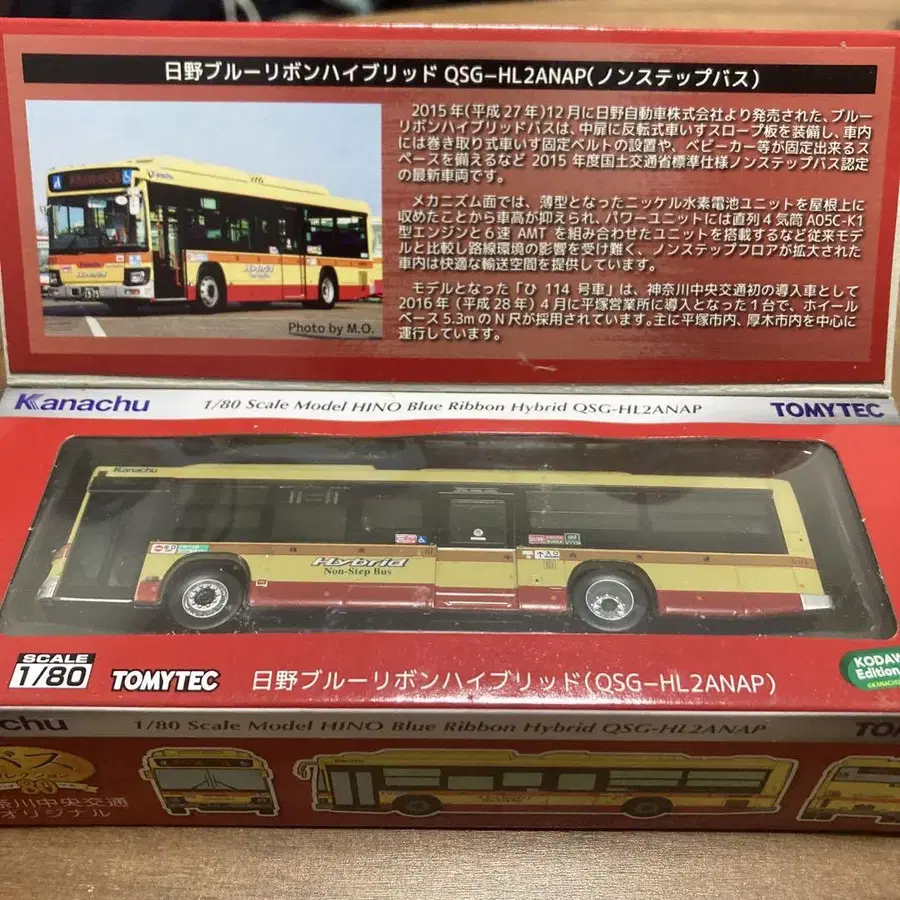 日野ブルーリボンハイブリッド QSG-HL2ANAP(ノンステップバス)
2015年(平成27年)12月に日野自動車株式会社より発売された、ブルー
リボンハイブリッドバスは、中扉に反転式車いすスロープ板を装備し、車内
には巻き取り式車いす固定ベルトの設置や、ベビーカー等が固定出来るス
ペースを備えるなど 2015 年度国土交通省標準仕様ノンステップバス認定
の最新車両です。
メカニズム面では、薄型となったニッケル水素電池ユニットを屋根上に
収めたことから車高が抑えられ、パワーユニットには直列4気筒 A05C-K1
型エンジンと6速 AMT を組み合わせたユニットを搭載するなど従来モデ
ルと比較し路線環境の影響を受け難く、ノンステップフロアが拡大された
車内は快適な輸送空間を提供しています。
モデルとなった「ひ 114 号車」は、神奈川中央交通初の導入車として
2016年(平成28年)4月に平塚営業所に導入となった1台で、ホイール
ベース5.3mのN尺が採用されています。主に平塚市内、厚木市内を中心に
運行しています。
Photo by M.O.
Kanachu 1/80 Scale Model HINO Blue Ribbon Hybrid QSG-HL2ANAP TOMYTEC
Kanachu
Hybrid
Non-Step Bus
SCALE
1/80
TOMYTEC 日野ブルーリボンハイブリッド(QSG-HL2ANAP)
KODAW
Edition
nachu 1/80 Scale Model HINO Blue Ribbon Hybrid QSG-HL2ANAP TOM
バス
コレクション
80
奈川中央交通
オリジナル